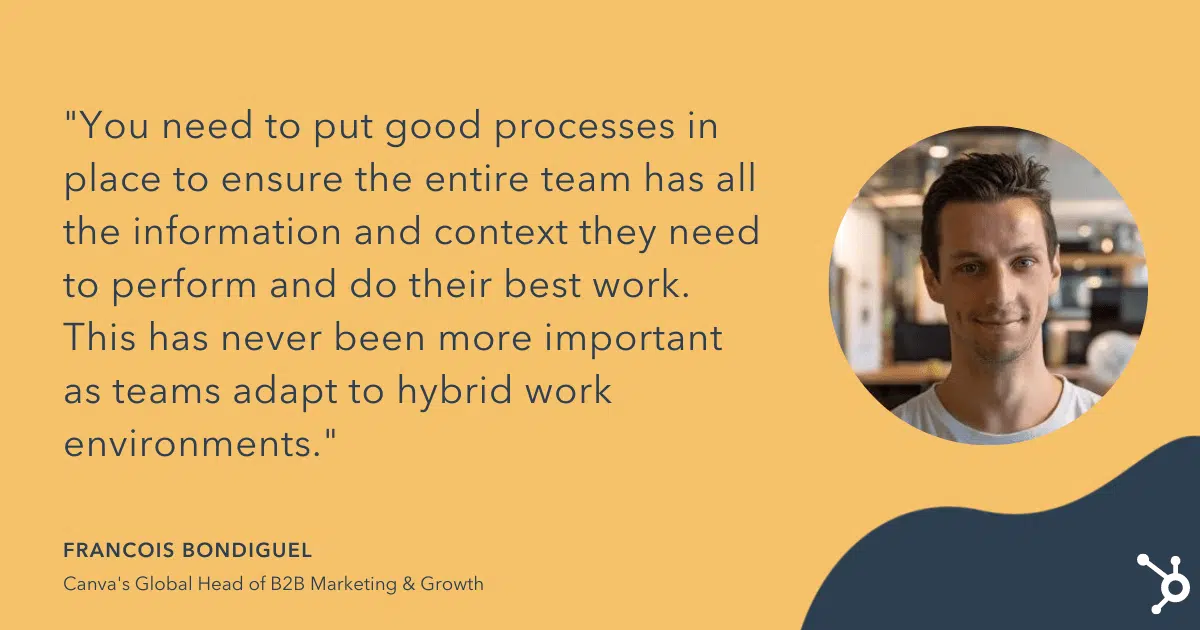 "You need to put good processes in
place to ensure the entire team has all
the information and context they need
to perform and do their best work.
This has never been more important
as teams adapt to hybrid work
environments."
FRANCOIS BONDIGUEL
Canva's Global Head of B2B Marketing & Growth